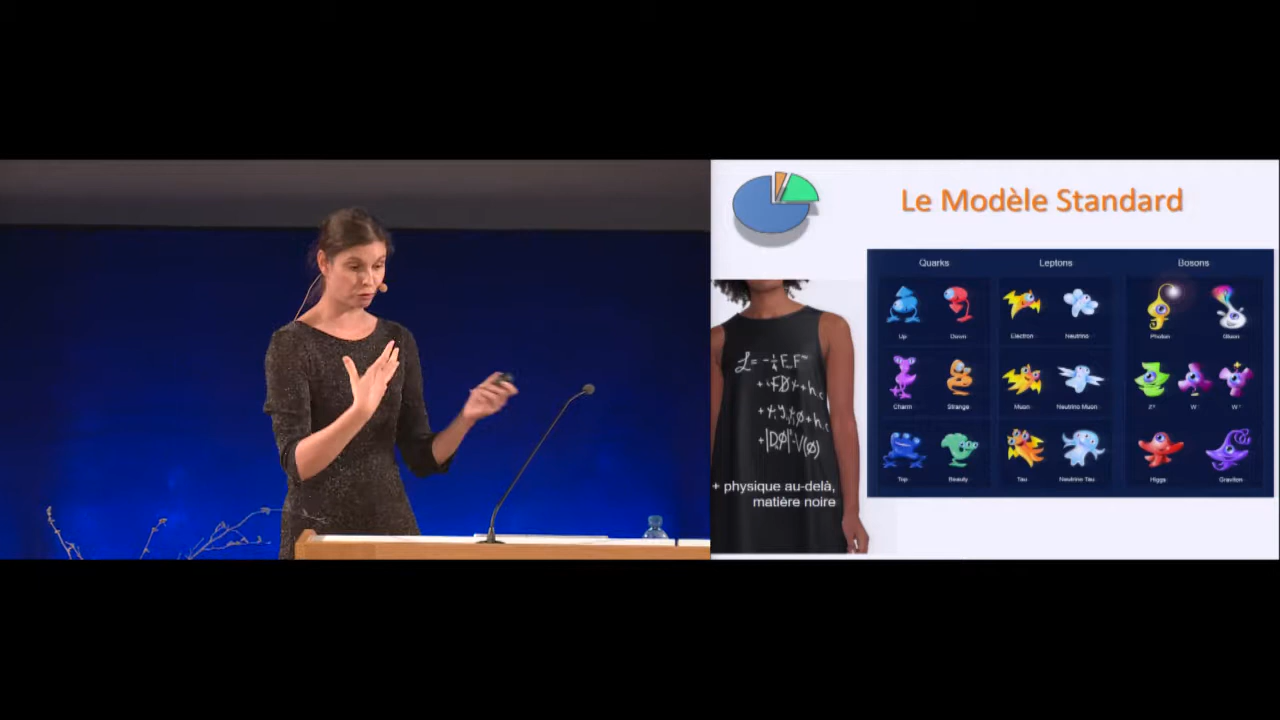 Le Modèle Standard
Quarks Leptons Bosons
Up Down Electron Neutrino Photon Gluon
Charm Strange Muon Neutrino Muon Z° W⁻ W⁺
Top Beauty Tau Neutrino Tau Higgs Graviton
+ physique au-delà,
matière noire